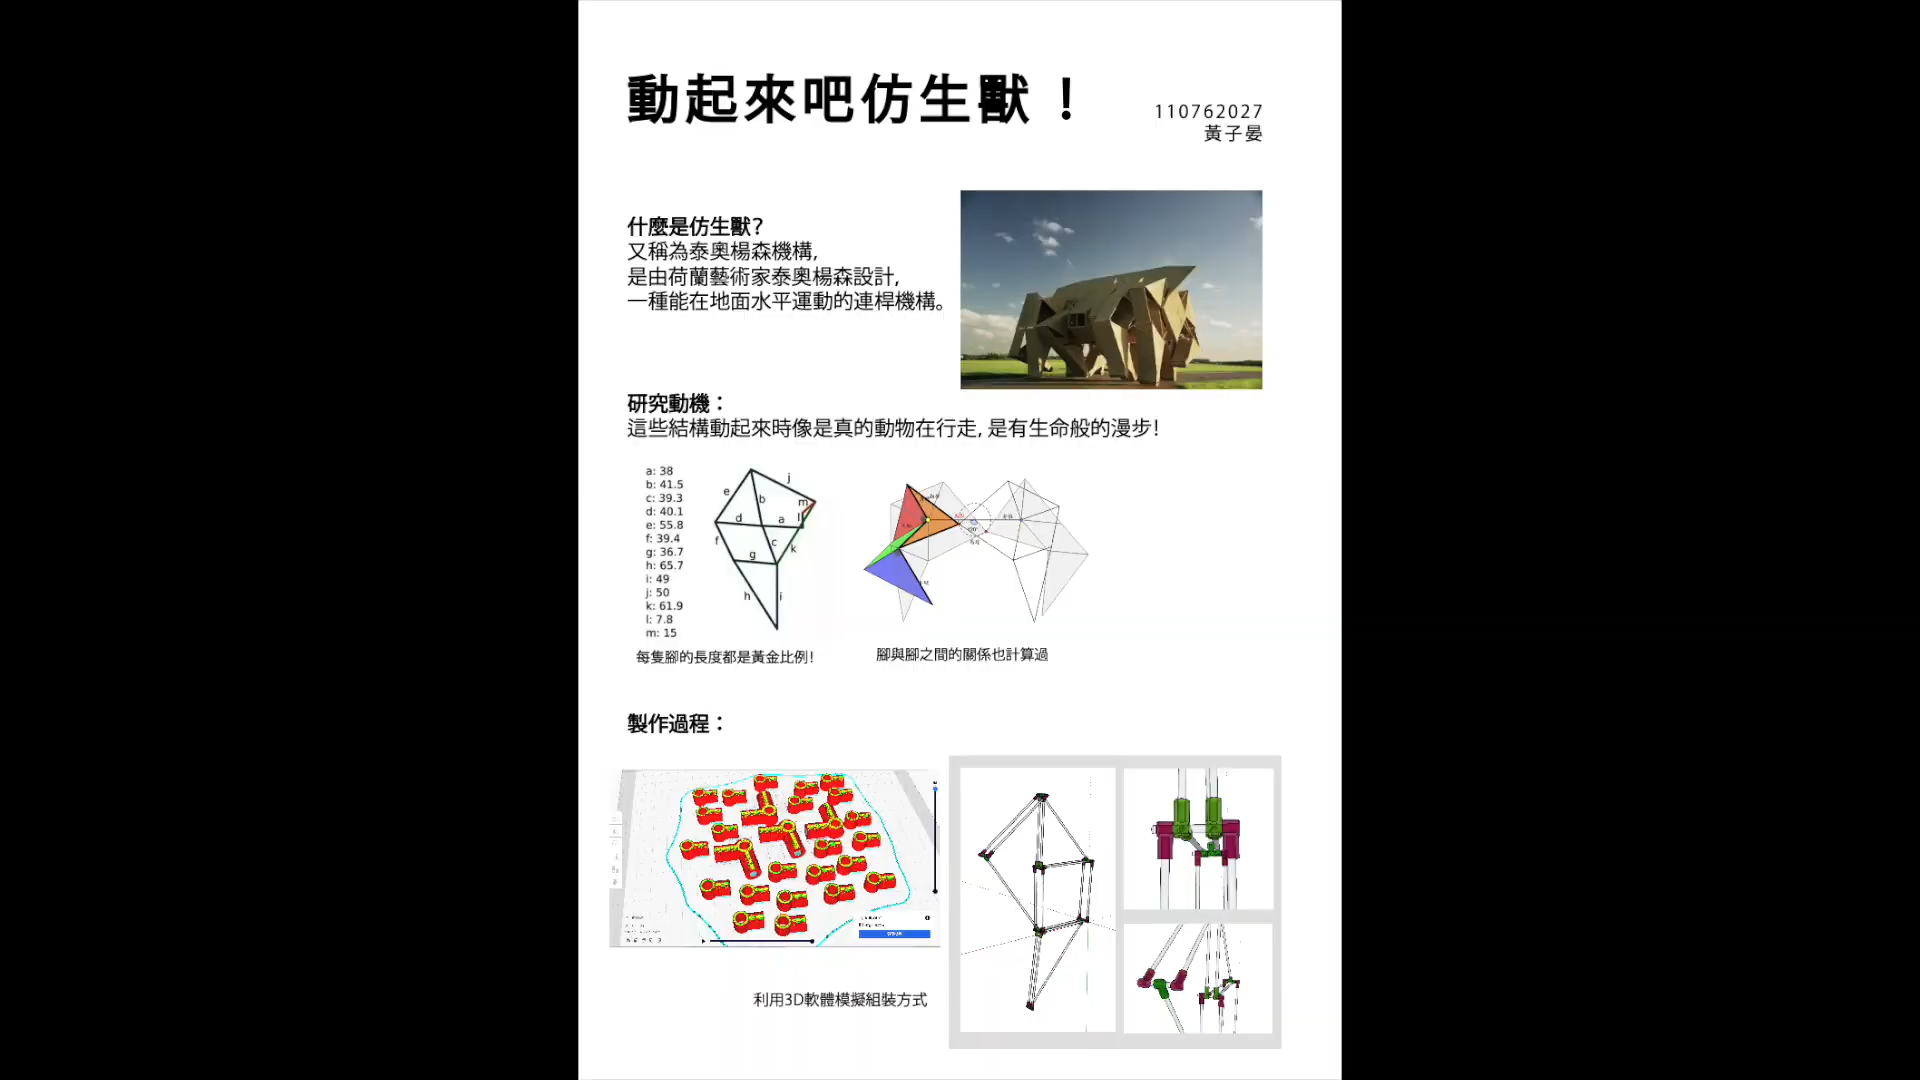 動起來吧仿生獸！
110762027
黃子晏
什麼是仿生獸?
又稱為泰奧楊森機構,
是由荷蘭藝術家泰奧楊森設計,
一種能在地面水平運動的連桿機構。
研究動機：
這些結構動起來時像是真的動物在行走, 是有生命般的漫步!
a: 38
b: 41.5
c: 39.3
d: 40.1
e: 55.8
f: 39.4
g: 36.7
h: 65.7
i: 49
j: 50
k: 61.9
l: 7.8
m: 15
j
e
b
m
d
a
l
f
c
k
g
h
i
每隻腳的長度都是黃金比例!
腳與腳之間的關係也計算過
製作過程：
利用3D軟體模擬組裝方式